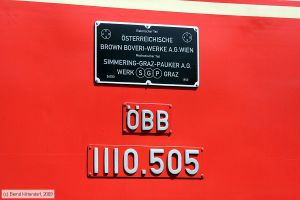 Elektrischer Teil
ÖSTERREICHISCHE
BROWN BOVERI-WERKE A.G.WIEN
Mechanischer Teil
SIMMERING-GRAZ-PAUKER A.G.
WERK SGP GRAZ
ÖBB
1110.505
(c) Bernd Kittendorf, 2009